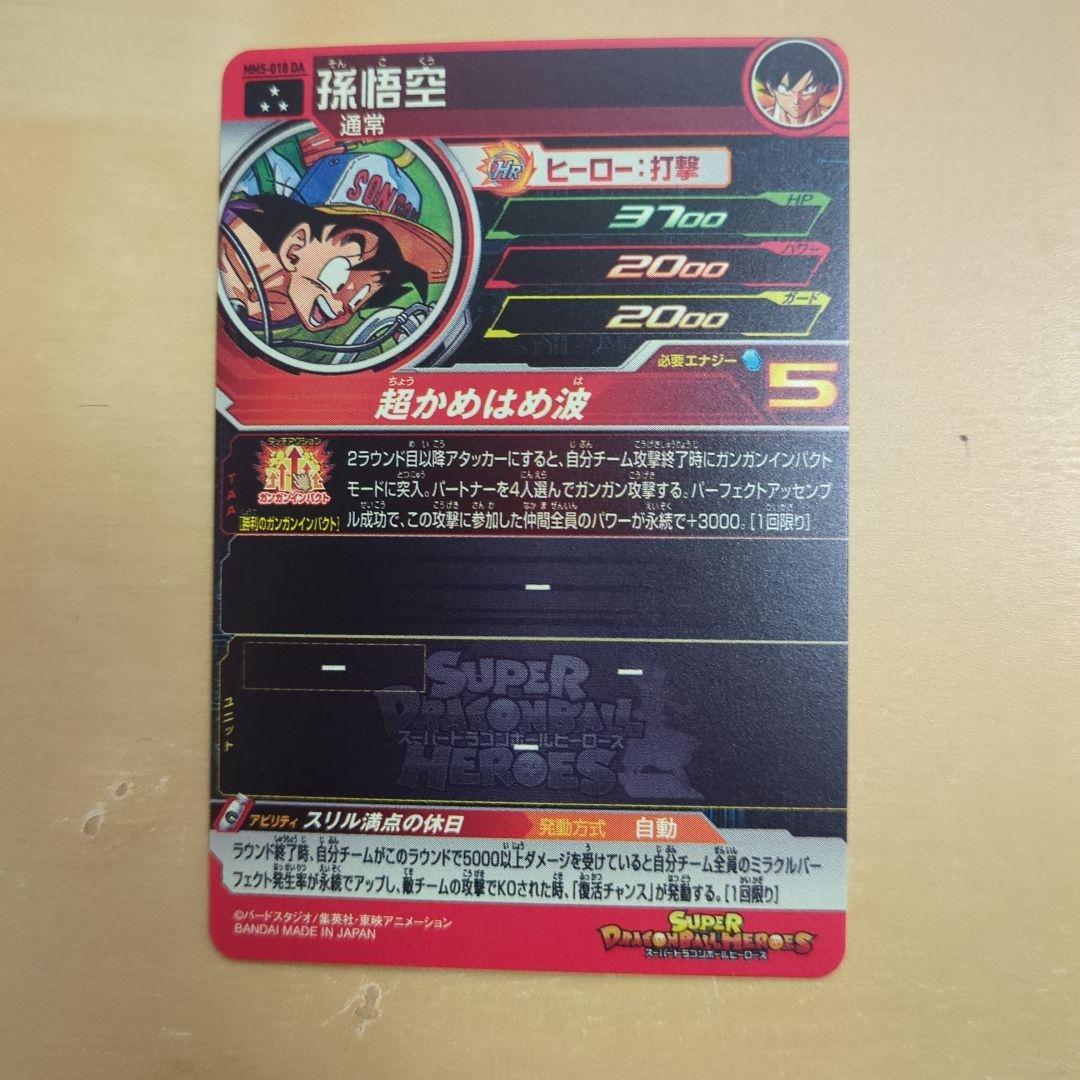 MM5-018 DA
そん ご くう
孫悟空
通常
SONGO
HR
ヒーロー:打撃
HP
3700
パワー
2000
ガード
2000
必要エナジー
5
ちょう は
超かめはめ波
TAA
タッチアクション
ガンガンインパクト
[勝利のガンガンインパクト]
2ラウンド目以降アタッカーにすると、自分チーム攻撃終了時にガンガンインパクト
モードに突入。パートナーを4人選んでガンガン攻撃する。パーフェクトアッセンブ
ル成功で、この攻撃に参加した仲間全員のパワーが永続で+3000。[1回限り]
ー
ユニット
ー
ー
ー
SUPER
DRAGONBALL
スーパードラゴンボールヒーローズ
HEROES
アビリティ スリル満点の休日
発動方式 自動
ラウンド終了時、自分チームがこのラウンドで5000以上ダメージを受けていると自分チーム全員のミラクルパー
フェクト発生率が永続でアップし、敵チームの攻撃でKOされた時、「復活チャンス」が発動する。[1回限り]
©バードスタジオ/集英社・東映アニメーション
BANDAI MADE IN JAPAN
SUPER
DRAGONBALL HEROES
スーパードラゴンボールヒーローズ